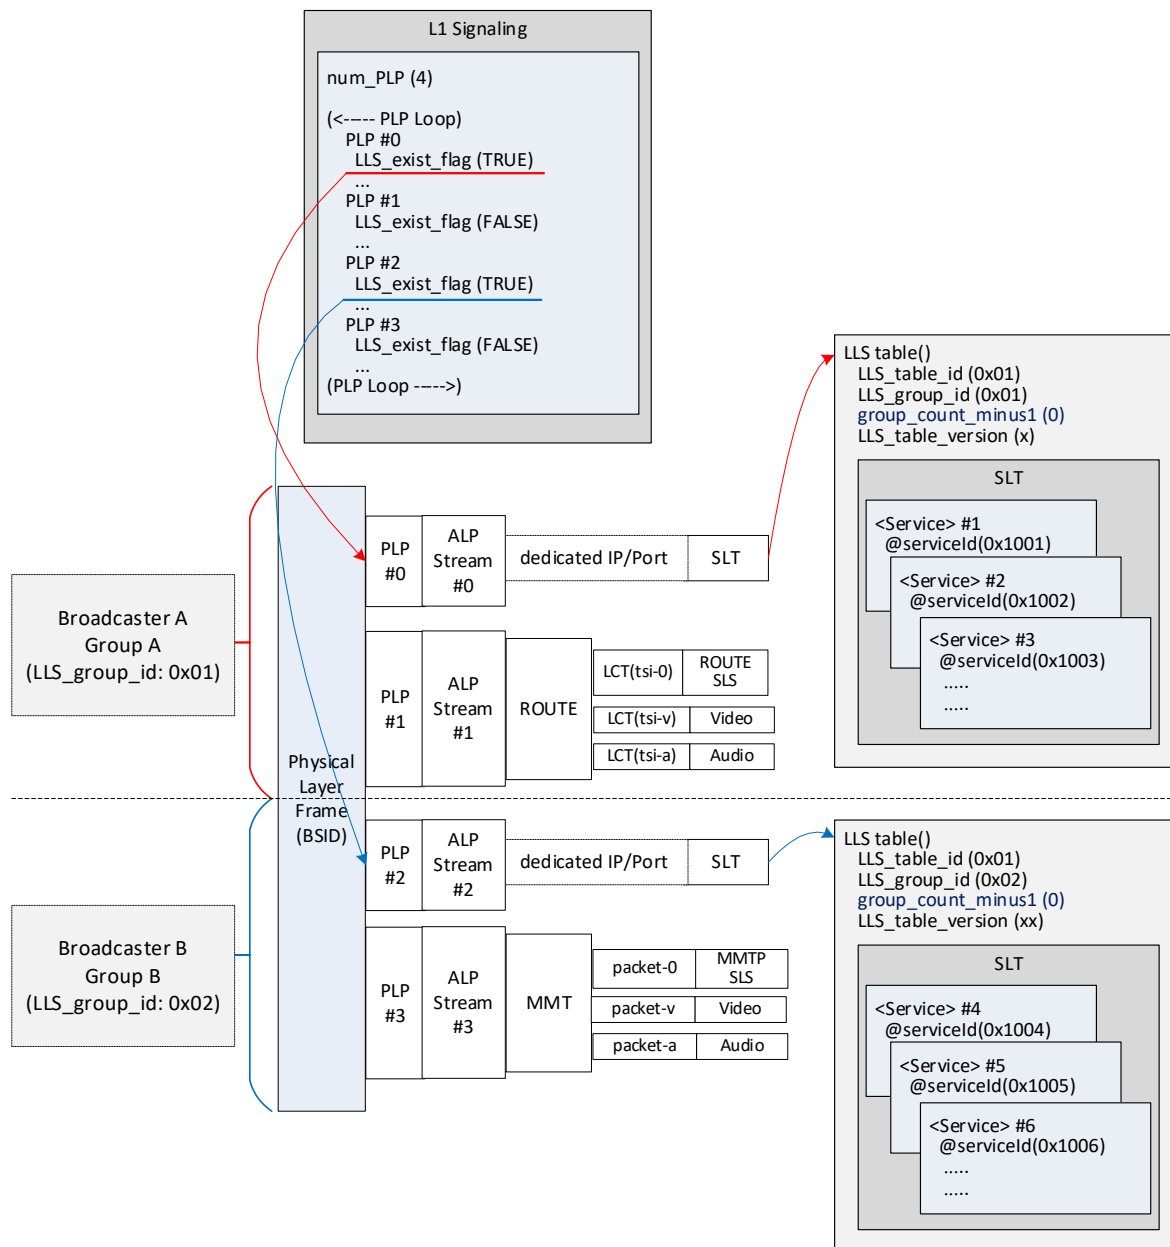 L1 Signaling
num_PLP (4)
(<----- PLP Loop)
PLP #0
LLS_exist_flag (TRUE)
...
PLP #1
LLS_exist_flag (FALSE)
...
PLP #2
LLS_exist_flag (TRUE)
...
PLP #3
LLS_exist_flag (FALSE)
...
(PLP Loop ----->)
Broadcaster A
Group A
(LLS_group_id: 0x01)
Physical
Layer
Frame
(BSID)
PLP
#0
ALP
Stream
#0
dedicated IP/Port
SLT
PLP
#1
ALP
Stream
#1
ROUTE
LCT(tsi-0)
ROUTE
SLS
LCT(tsi-v)
Video
LCT(tsi-a)
Audio
LLS table()
LLS_table_id (0x01)
LLS_group_id (0x01)
group_count_minus1 (0)
LLS_table_version (x)
SLT
<Service> #1
@serviceId(0x1001)
<Service> #2
@serviceId(0x1002)
<Service> #3
@serviceId(0x1003)
.....
.....
Broadcaster B
Group B
(LLS_group_id: 0x02)
PLP
#2
ALP
Stream
#2
dedicated IP/Port
SLT
PLP
#3
ALP
Stream
#3
MMT
packet-0
MMTP
SLS
packet-v
Video
packet-a
Audio
LLS table()
LLS_table_id (0x01)
LLS_group_id (0x02)
group_count_minus1 (0)
LLS_table_version (xx)
SLT
<Service> #4
@serviceId(0x1004)
<Service> #5
@serviceId(0x1005)
<Service> #6
@serviceId(0x1006)
.....
.....